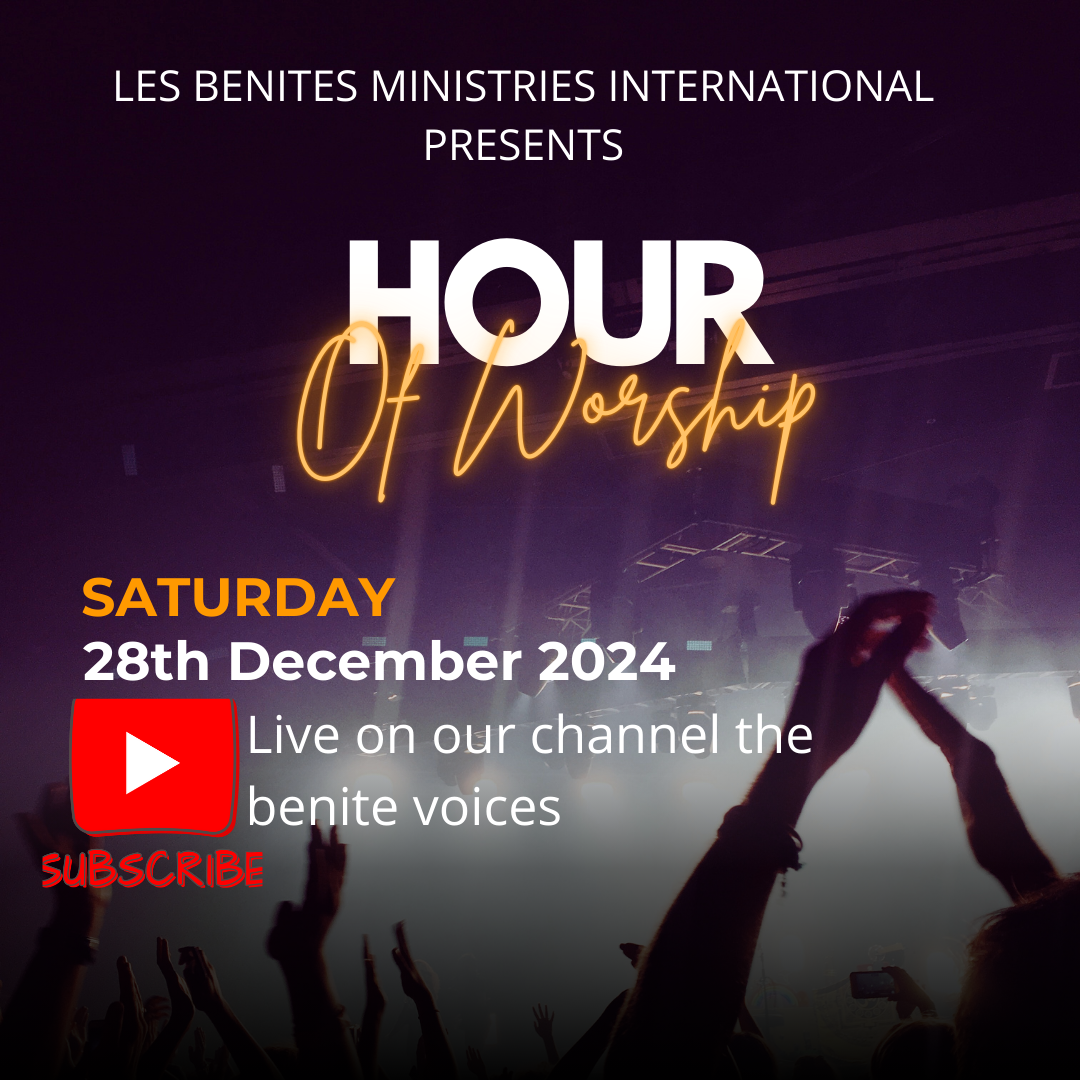 LES BENITES MINISTRIES INTERNATIONAL
PRESENTS
HOUR
Of Worship
SATURDAY
28th December 2024
Live on our channel the
benite voices
SUBSCRIBE